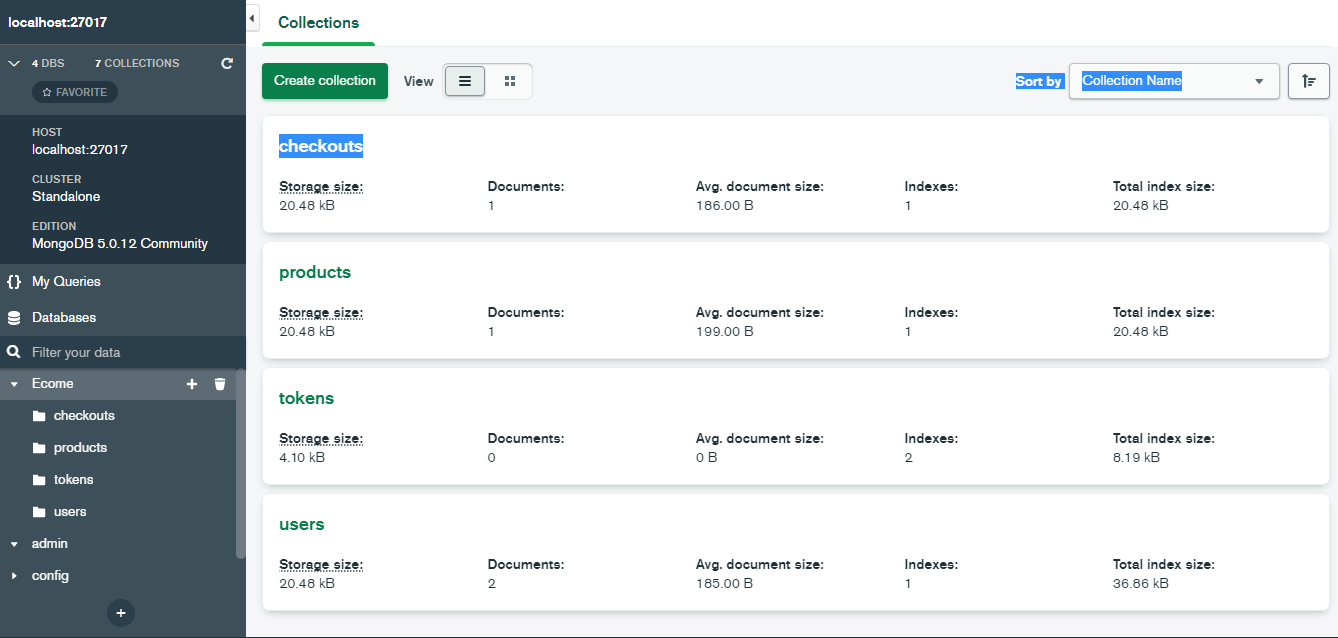 localhost:27017
4 DBS 7 COLLECTIONS
FAVORITE
HOST
localhost:27017
CLUSTER
Standalone
EDITION
MongoDB 5.0.12 Community
{} My Queries
Databases
Filter your data
Ecome
checkouts
products
tokens
users
admin
config
Collections
Create collection View Sort by Collection Name
checkouts
Storage size: Documents: Avg. document size: Indexes: Total index size:
20.48 kB 1 186.00 B 1 20.48 kB
products
Storage size: Documents: Avg. document size: Indexes: Total index size:
20.48 kB 1 199.00 B 1 20.48 kB
tokens
Storage size: Documents: Avg. document size: Indexes: Total index size:
4.10 kB 0 0 B 2 8.19 kB
users
Storage size: Documents: Avg. document size: Indexes: Total index size:
20.48 kB 2 185.00 B 1 36.86 kB